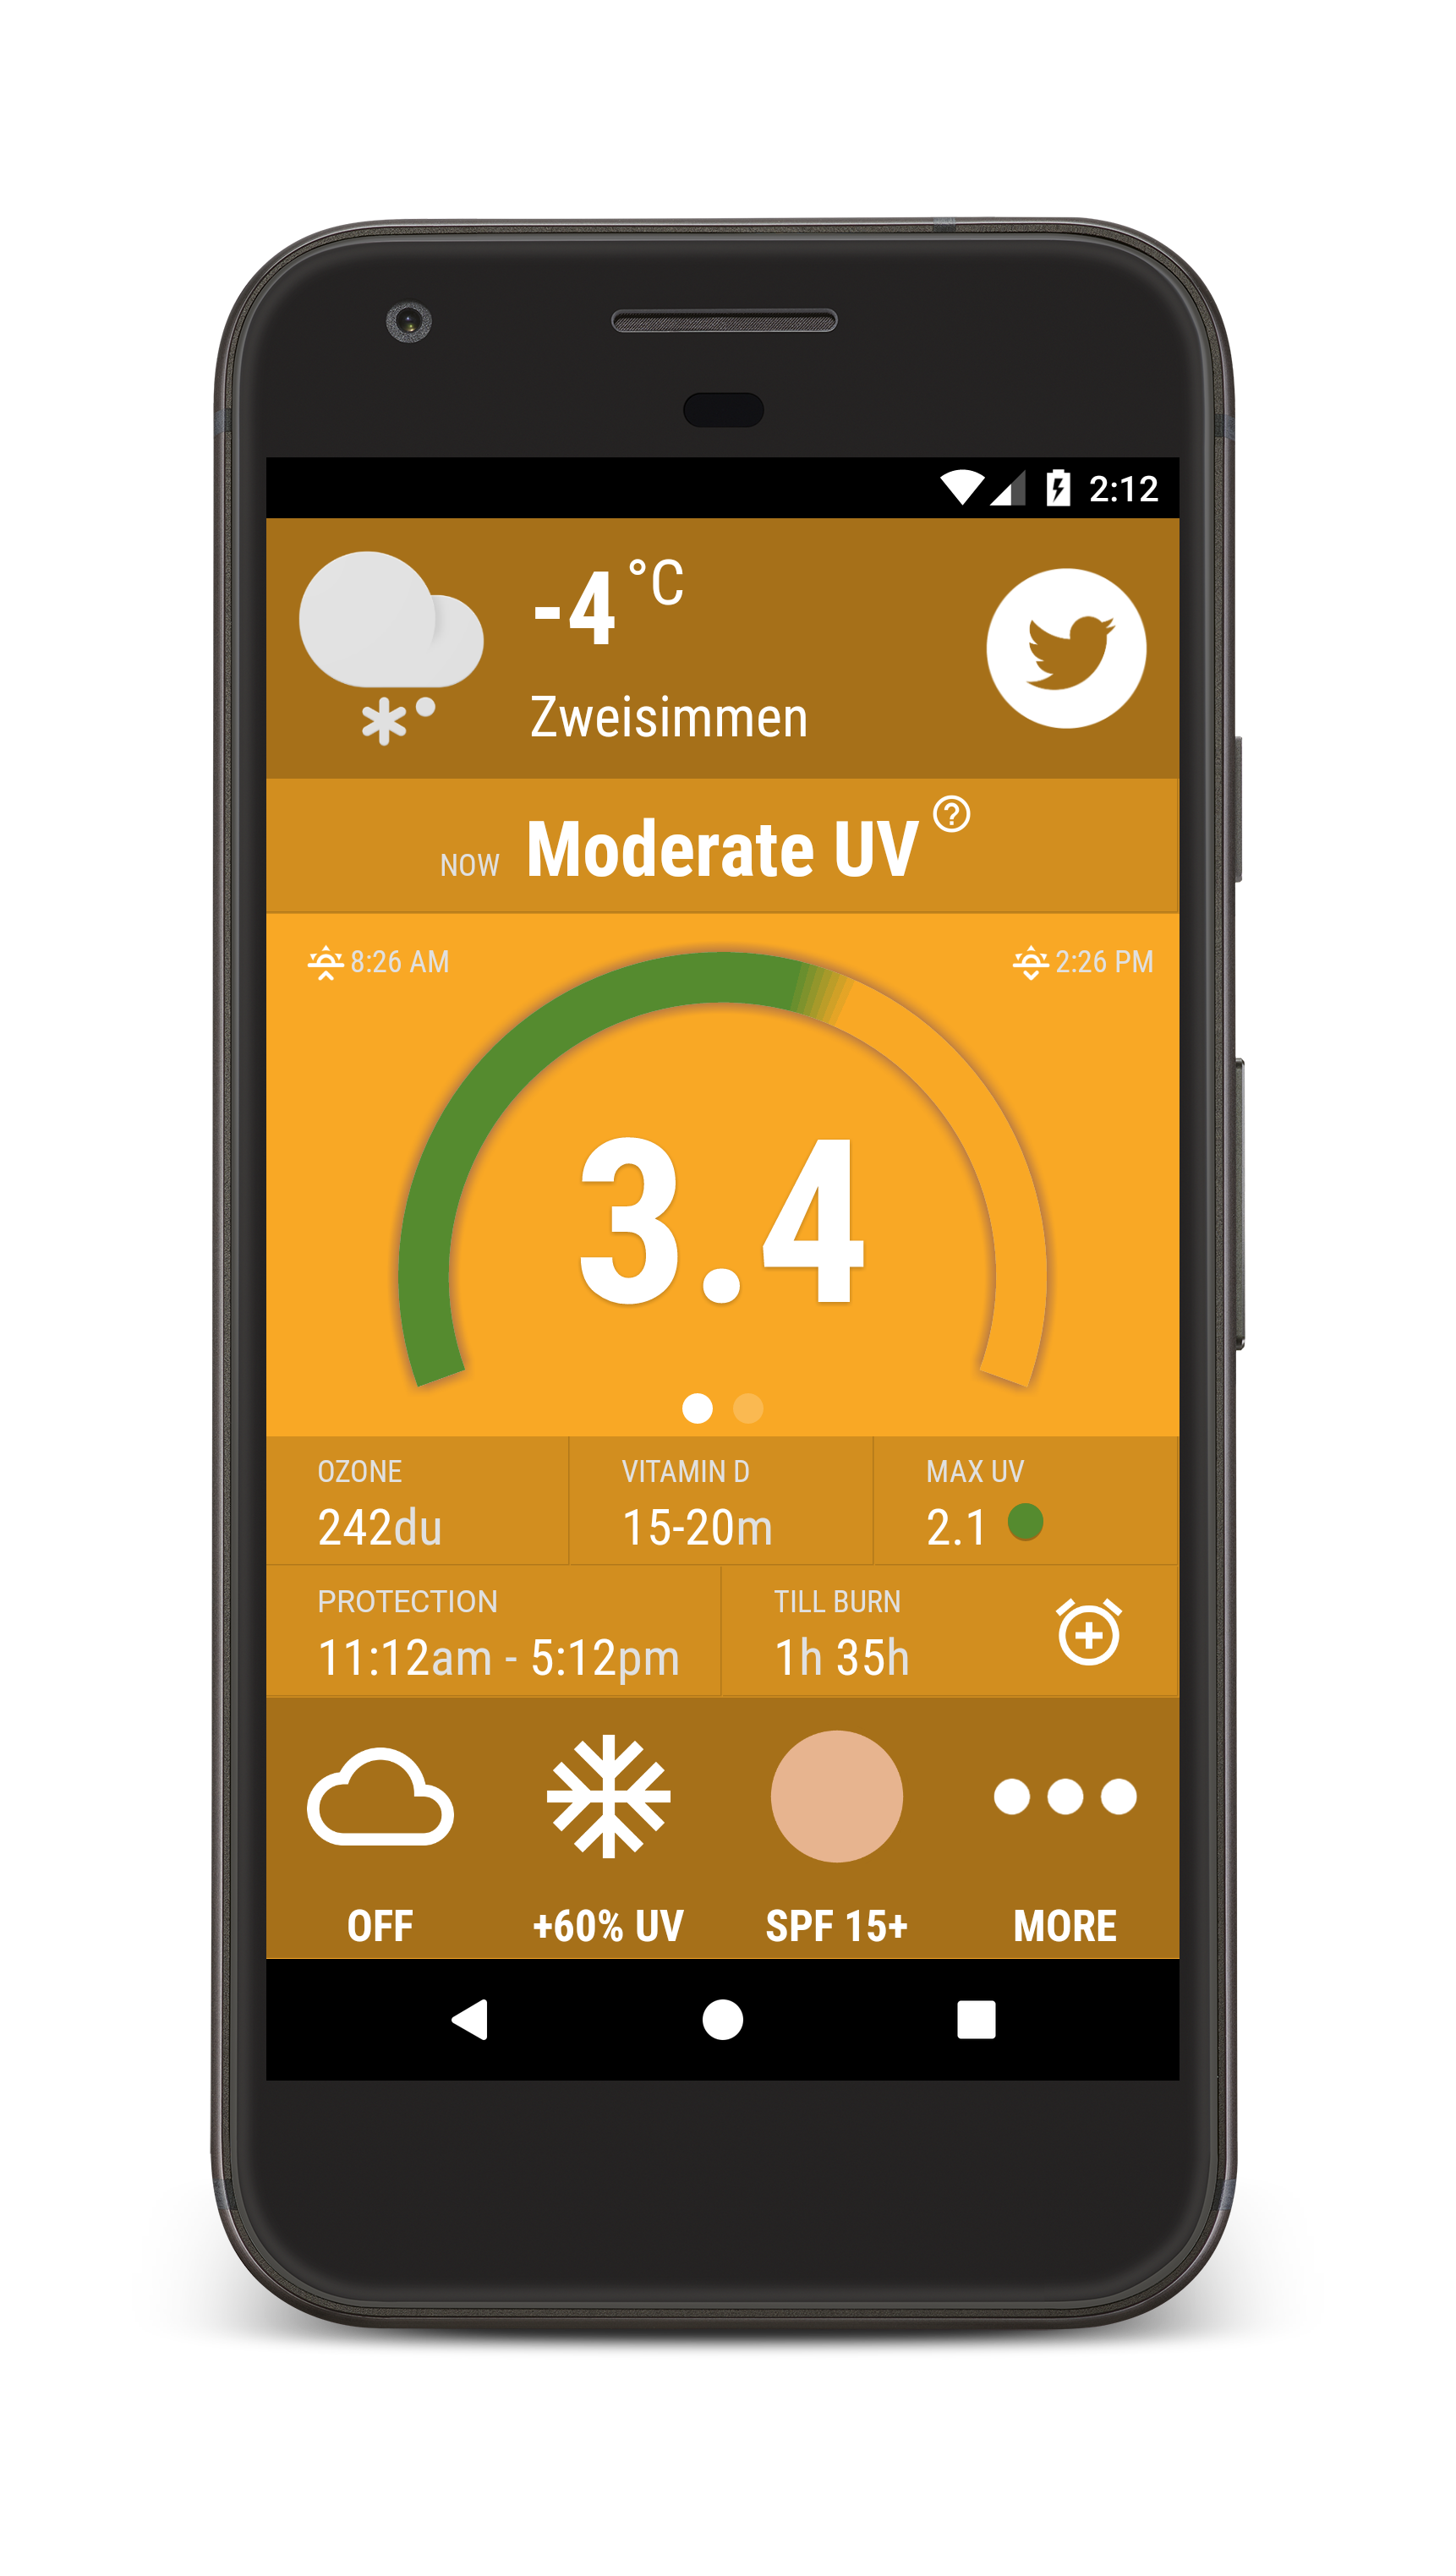 2:12
-4 °C
Zweisimmen
NOW Moderate UV ?
8:26 AM 2:26 PM
3.4
OZONE VITAMIN D MAX UV
242du 15-20m 2.1
PROTECTION TILL BURN
11:12am - 5:12pm 1h 35h
OFF +60% UV SPF 15+ MORE